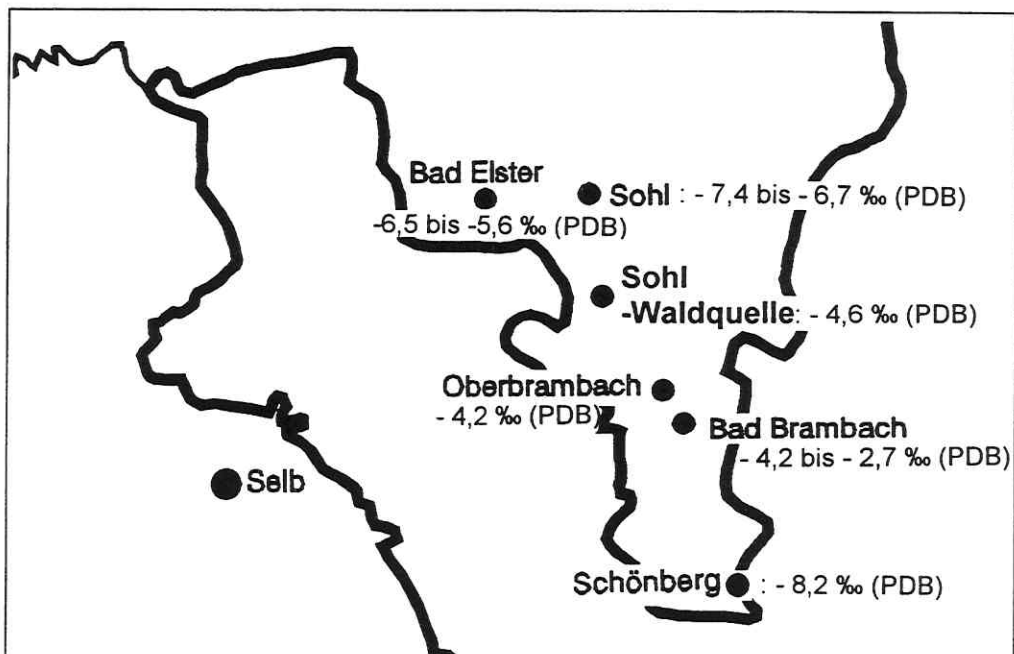 Bad Elster
-6,5 bis -5,6 ‰ (PDB)
Sohl : - 7,4 bis - 6,7 ‰ (PDB)
Sohl
-Waldquelle: - 4,6 ‰ (PDB)
Oberbrambach
- 4,2 ‰ (PDB)
Bad Brambach
- 4,2 bis - 2,7 ‰ (PDB)
Selb
Schönberg : - 8,2 ‰ (PDB)